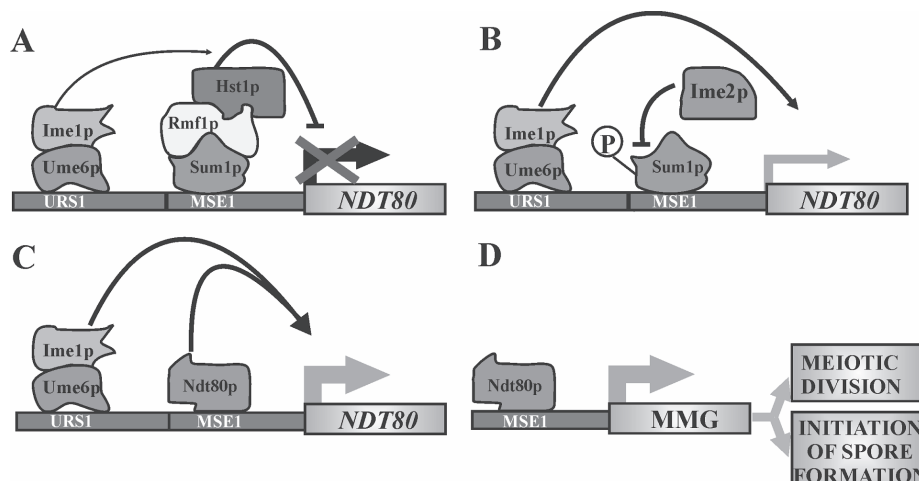 A
Hst1p
Ime1p
Rmf1p
Ume6p
Sum1p
URS1
MSE1
NDT80
B
Ime2p
Ime1p
P
Ume6p
Sum1p
URS1
MSE1
NDT80
C
Ime1p
Ume6p
Ndt80p
URS1
MSE1
NDT80
D
Ndt80p
MSE1
MMG
MEIOTIC
DIVISION
INITIATION
OF SPORE
FORMATION